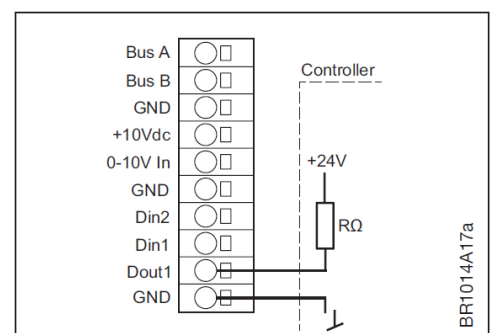 Bus A
Bus B
GND
+10Vdc
0-10V In
GND
Din2
Din1
Dout1
GND
Controller
+24V
RΩ
BR1014A17a